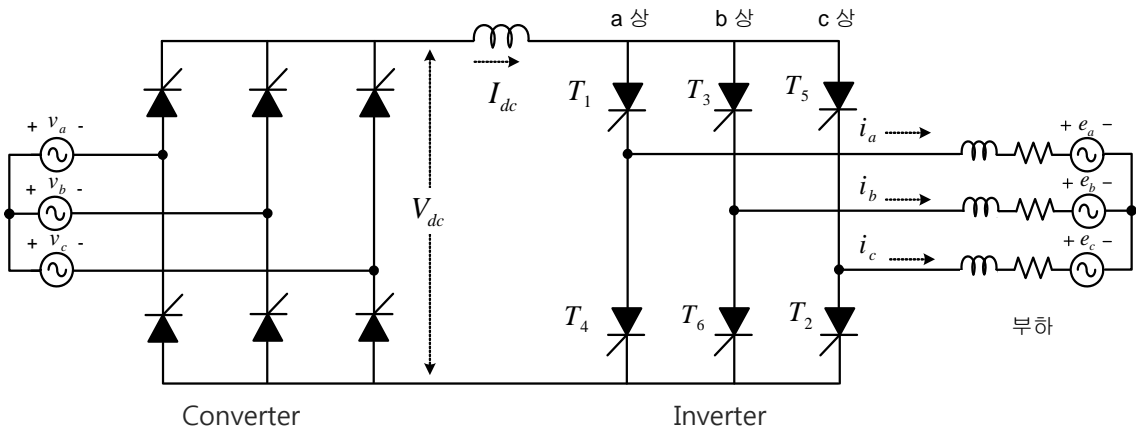 a 상 b 상 c 상
I_dc
T_1 T_3 T_5
+ v_a -
+ v_b -
+ v_c -
V_dc
i_a + e_a −
i_b + e_b −
i_c + e_c −
T_4 T_6 T_2
부하
Converter Inverter